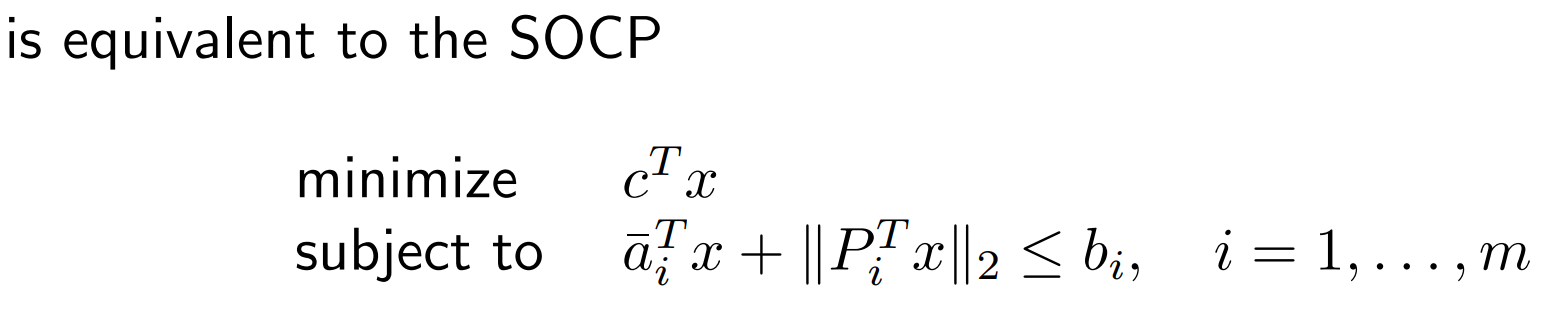 is equivalent to the SOCP
minimize c^T x
subject to ā_i^T x + ‖P_i^T x‖_2 ≤ b_i, i = 1, . . . , m